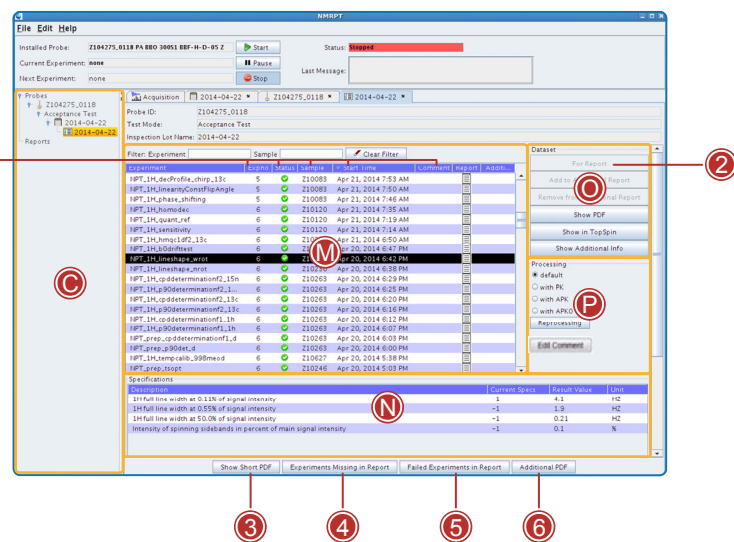 NMRPT
File Edit Help
Installed Probe: Z104275_0118 PA BBO 300S1 BBF-H-D-05 Z Start Status: Stopped
Current Experiment: none Pause Last Message:
Next Experiment: none Stop
Probes
Z104275_0118
Acceptance Test
2014-04-22
2014-04-22
Reports
Acquisition 2014-04-22 Z104275_0118 2014-04-22
Probe ID: Z104275_0118
Test Mode: Acceptance Test
Inspection Lot Name: 2014-04-22
Filter: Experiment Sample Clear Filter
Experiment Expno Status Sample Start Time Comment Report Additi...
NPT_1H_decProfile_chirp_13c 5 Z10083 Apr 21, 2014 7:53 AM
NPT_1H_linearityConstFlipAngle 5 Z10083 Apr 21, 2014 7:50 AM
NPT_1H_phase_shifting 5 Z10083 Apr 21, 2014 7:46 AM
NPT_1H_homodec 6 Z10120 Apr 21, 2014 7:35 AM
NPT_1H_quant_ref 6 Z10120 Apr 21, 2014 7:19 AM
NPT_1H_sensitivity 6 Z10120 Apr 21, 2014 7:14 AM
NPT_1H_hmqc1df2_13c 6 Apr 21, 2014 6:50 AM
NPT_1H_b0drifttest 6 Apr 20, 2014 6:47 PM
NPT_1H_lineshape_wrot 6 Apr 20, 2014 6:42 PM
NPT_1H_lineshape_nrot 6 Apr 20, 2014 6:38 PM
NPT_1H_cpddeterminationf2_15n 6 Z10263 Apr 20, 2014 6:29 PM
NPT_1H_p90determinationf2_1... 6 Z10263 Apr 20, 2014 6:25 PM
NPT_1H_cpddeterminationf2_13c 6 Z10263 Apr 20, 2014 6:20 PM
NPT_1H_p90determinationf2_13c 6 Z10263 Apr 20, 2014 6:16 PM
NPT_1H_cpddeterminationf1_1h 6 Z10263 Apr 20, 2014 6:12 PM
NPT_1H_p90determinationf1_1h 6 Z10263 Apr 20, 2014 6:07 PM
NPT_prep_cpddeterminationf1_d 6 Z10263 Apr 20, 2014 6:03 PM
NPT_prep_p90det_d 6 Z10263 Apr 20, 2014 6:00 PM
NPT_1H_tempcalib_998meod 6 Z10627 Apr 20, 2014 5:38 PM
NPT_prep_tsopt 6 Z10246 Apr 20, 2014 5:03 PM
Dataset
For Report
Add to Report
Remove from Report
Show PDF
Show in TopSpin
Show Additional Info
Processing
default
with PK
with APK
with APK0
Reprocessing
Edit Comment
Specifications
Description Current Specs Result Value Unit
1H full line width at 0.11% of signal intensity 1 4.1 HZ
1H full line width at 0.55% of signal intensity -1 1.9 HZ
1H full line width at 50.0% of signal intensity -1 0.21 HZ
Intensity of spinning sidebands in percent of main signal intensity -1 0.1 %
Show Short PDF Experiments Missing in Report Failed Experiments in Report Additional PDF
C
M
N
O
P
2
3 4 5 6